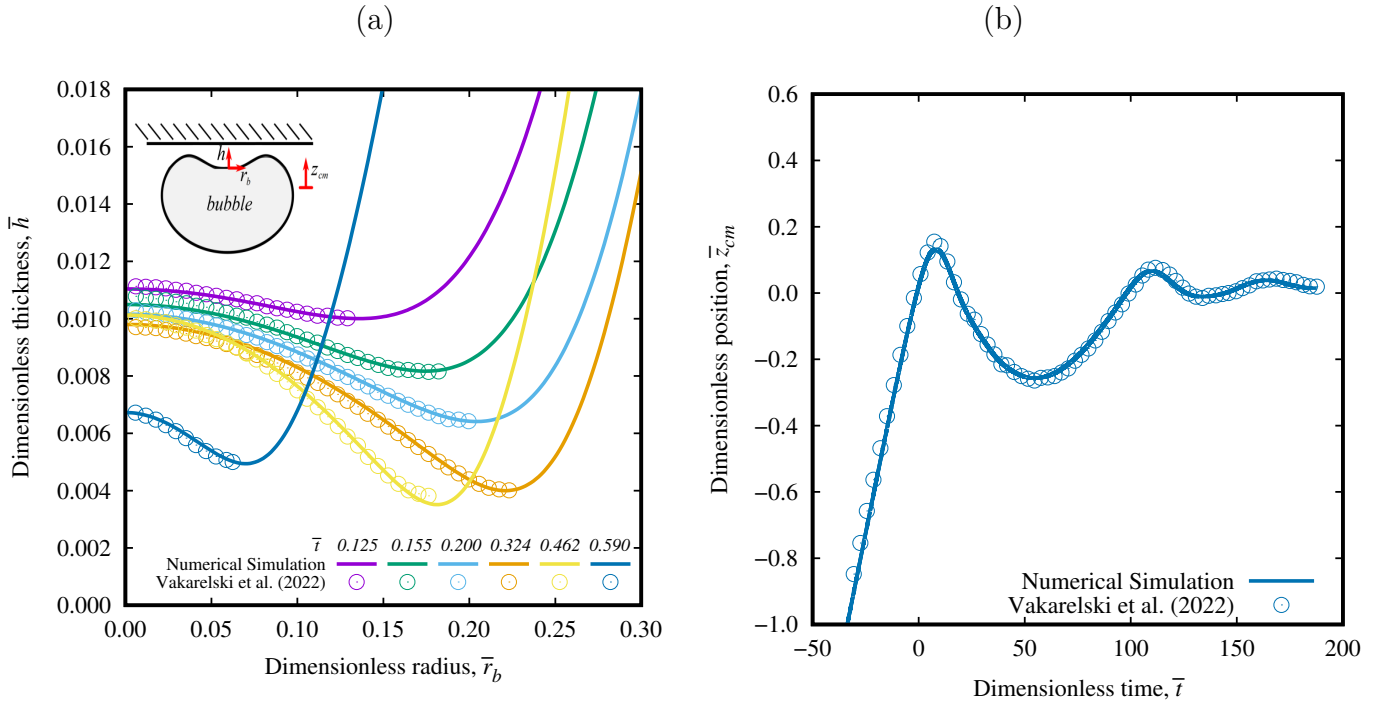 (a)
Dimensionless thickness, h̅
0.018
0.016
0.014
0.012
0.010
0.008
0.006
0.004
0.002
0.000
h
r_b
z_cm
bubble
t̅ 0.125 0.155 0.200 0.324 0.462 0.590
Numerical Simulation
Vakarelski et al. (2022)
0.00 0.05 0.10 0.15 0.20 0.25 0.30
Dimensionless radius, r̅_b
(b)
Dimensionless position, z̅_cm
0.6
0.4
0.2
0.0
−0.2
−0.4
−0.6
−0.8
−1.0
Numerical Simulation
Vakarelski et al. (2022)
−50 0 50 100 150 200
Dimensionless time, t̅